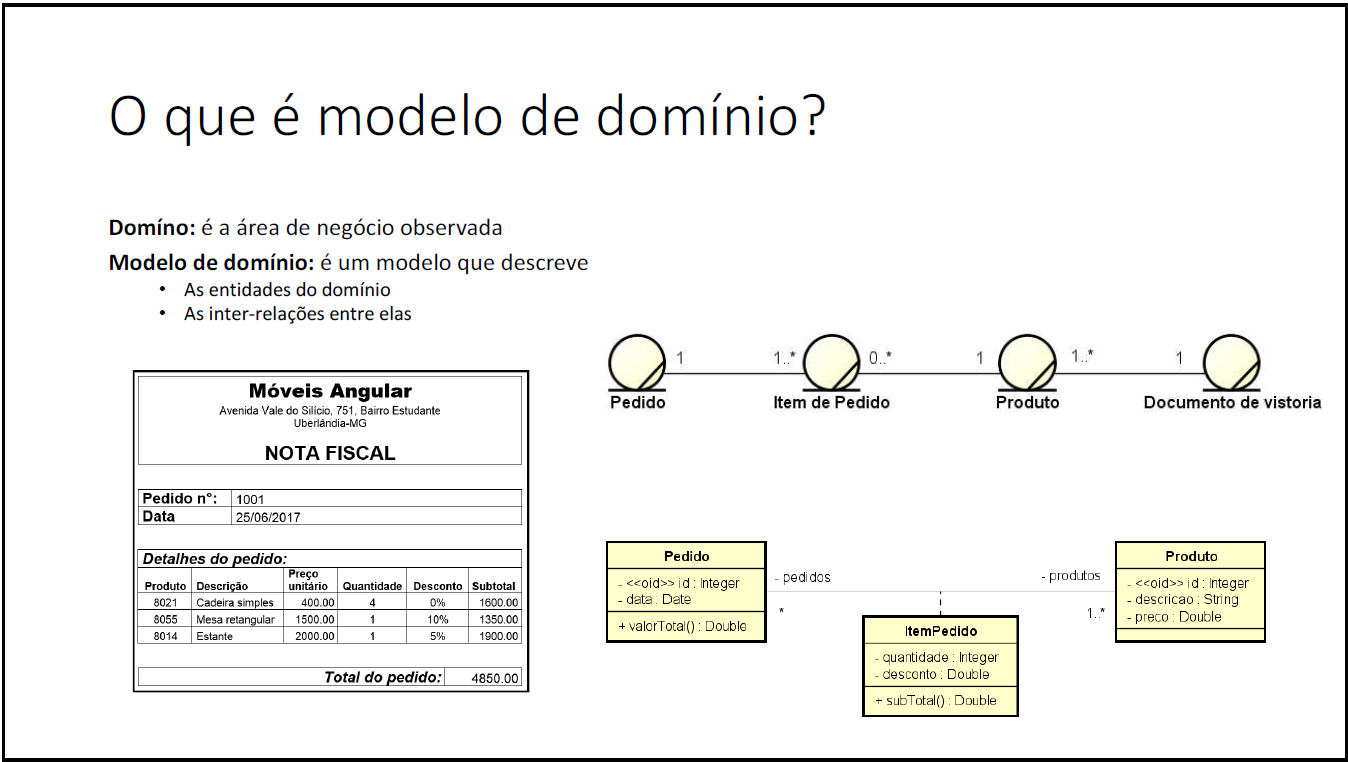 O que é modelo de domínio?
Domíno: é a área de negócio observada
Modelo de domínio: é um modelo que descreve
• As entidades do domínio
• As inter-relações entre elas
Móveis Angular
Avenida Vale do Silício, 751, Bairro Estudante
Uberlândia-MG
NOTA FISCAL
Pedido n°: 1001
Data 25/06/2017
Detalhes do pedido:
Produto Descrição Preço unitário Quantidade Desconto Subtotal
8021 Cadeira simples 400.00 4 0% 1600.00
8055 Mesa retangular 1500.00 1 10% 1350.00
8014 Estante 2000.00 1 5% 1900.00
Total do pedido: 4850.00
1 1..* 0..* 1 1..* 1
Pedido Item de Pedido Produto Documento de vistoria
Pedido
- <<oid>> id : Integer
- data : Date
+ valorTotal() : Double
- pedidos
*
- produtos
1..*
ItemPedido
- quantidade : Integer
- desconto : Double
+ subTotal() : Double
Produto
- <<oid>> id : Integer
- descricao : String
- preco : Double